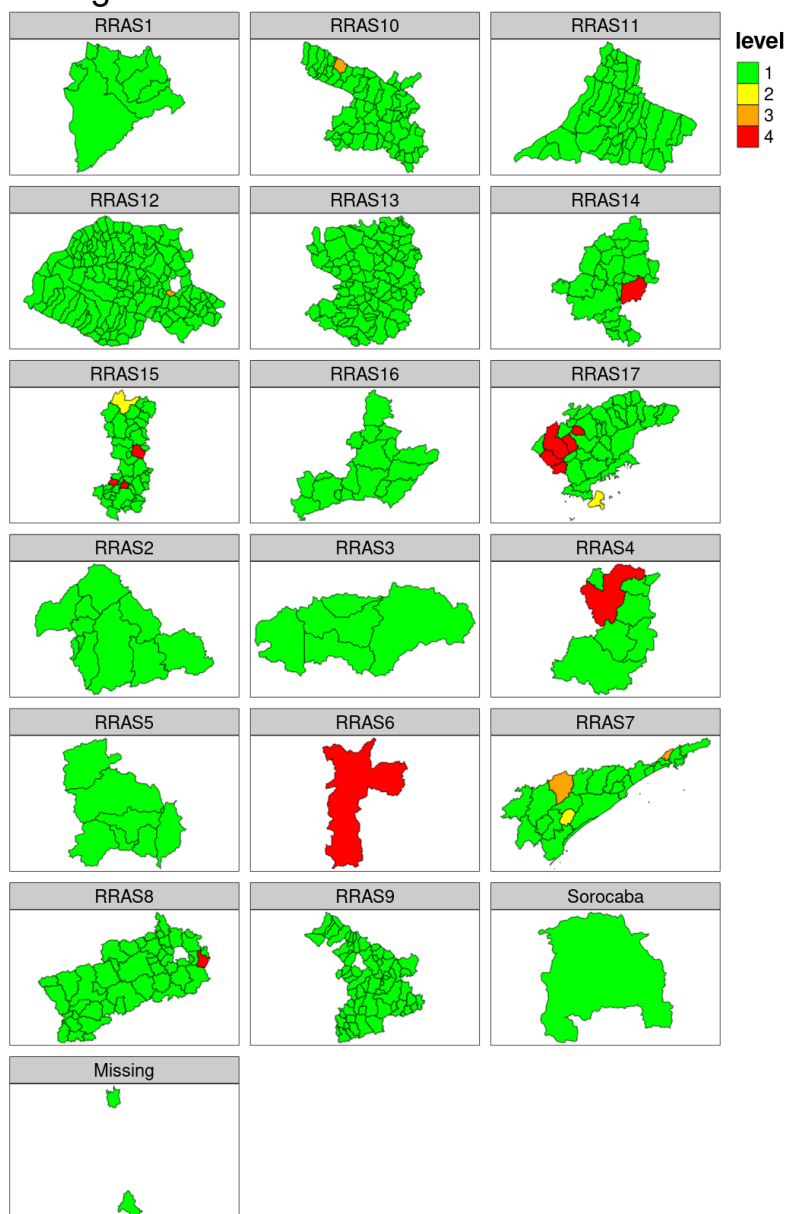 RRAS1 RRAS10 RRAS11
level
1
2
3
4
RRAS12 RRAS13 RRAS14
RRAS15 RRAS16 RRAS17
RRAS2 RRAS3 RRAS4
RRAS5 RRAS6 RRAS7
RRAS8 RRAS9 Sorocaba
Missing